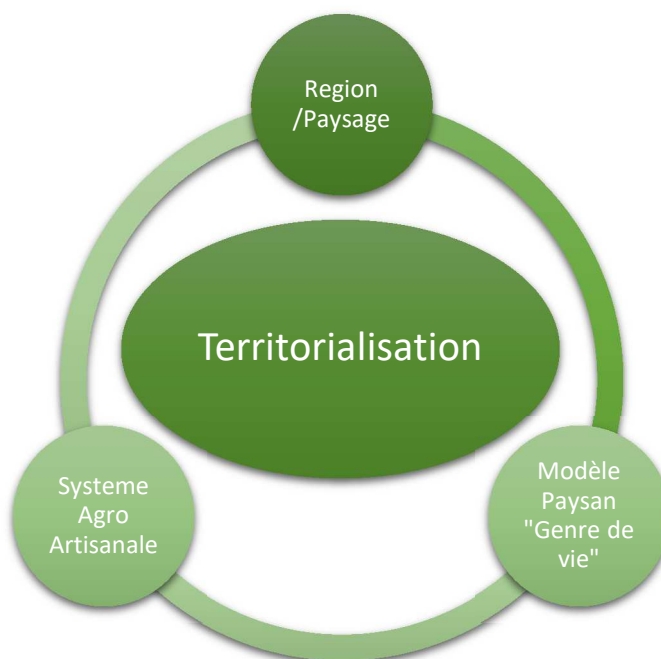 Region
/Paysage
Territorialisation
Systeme
Agro
Artisanale
Modèle
Paysan
"Genre de
vie"